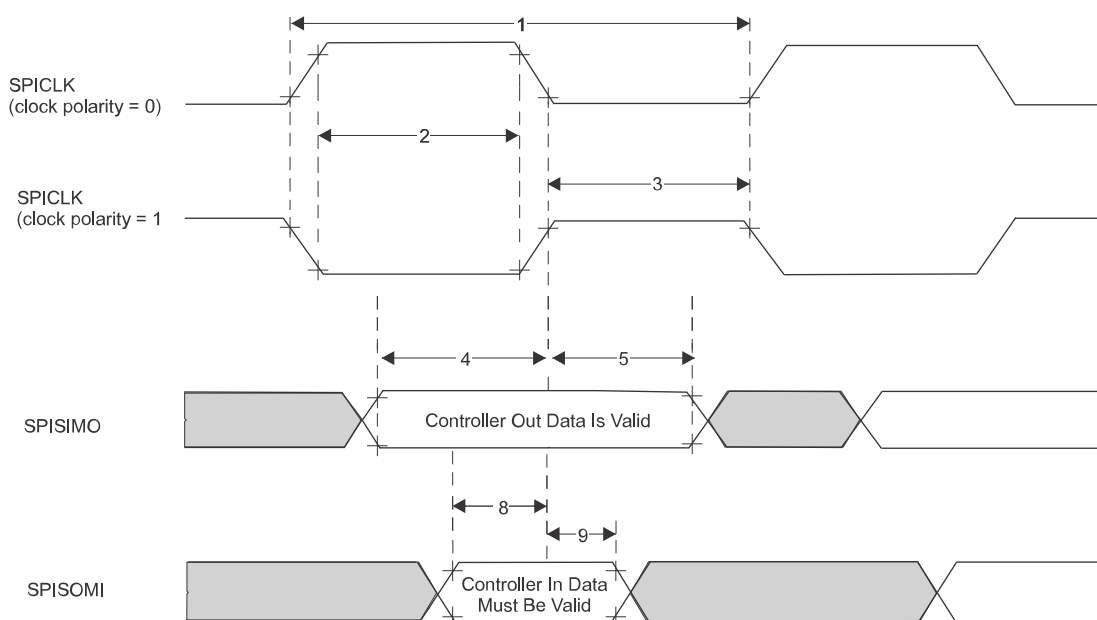 1
SPICLK
(clock polarity = 0)
2
3
SPICLK
(clock polarity = 1
4
5
SPISIMO
Controller Out Data Is Valid
8
9
SPISOMI
Controller In Data
Must Be Valid